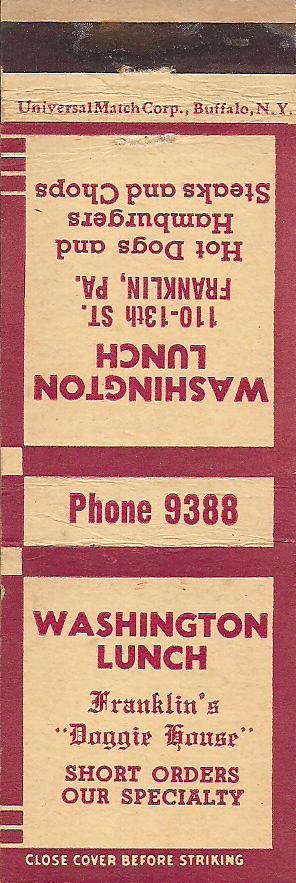 Universal Match Corp., Buffalo, N.Y.
WASHINGTON
LUNCH
110-13th ST.
FRANKLIN, PA.
Hot Dogs and
Hamburgers
Steaks and Chops
Phone 9388
WASHINGTON
LUNCH
Franklin's
"Doggie House"
SHORT ORDERS
OUR SPECIALTY
CLOSE COVER BEFORE STRIKING